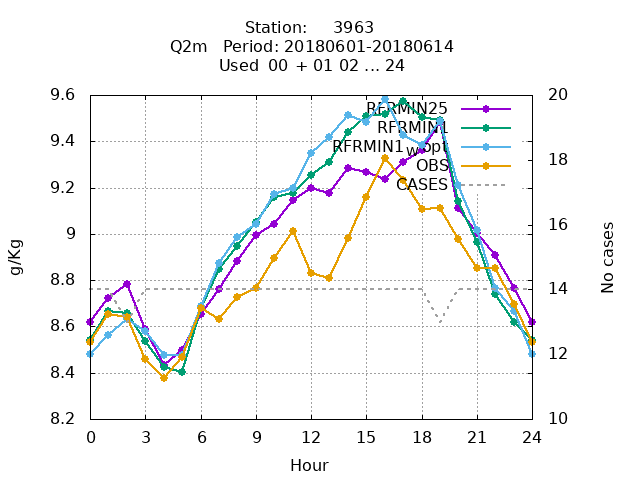 Station:     3963
Q2m   Period: 20180601-20180614
Used  00 + 01 02 ... 24
9.6
9.4
9.2
9
8.8
8.6
8.4
8.2
g/Kg
RFRMIN25
RFRMIN1
RFRMIN1wopt
OBS
CASES
20
18
16
14
12
10
No cases
0 3 6 9 12 15 18 21 24
Hour